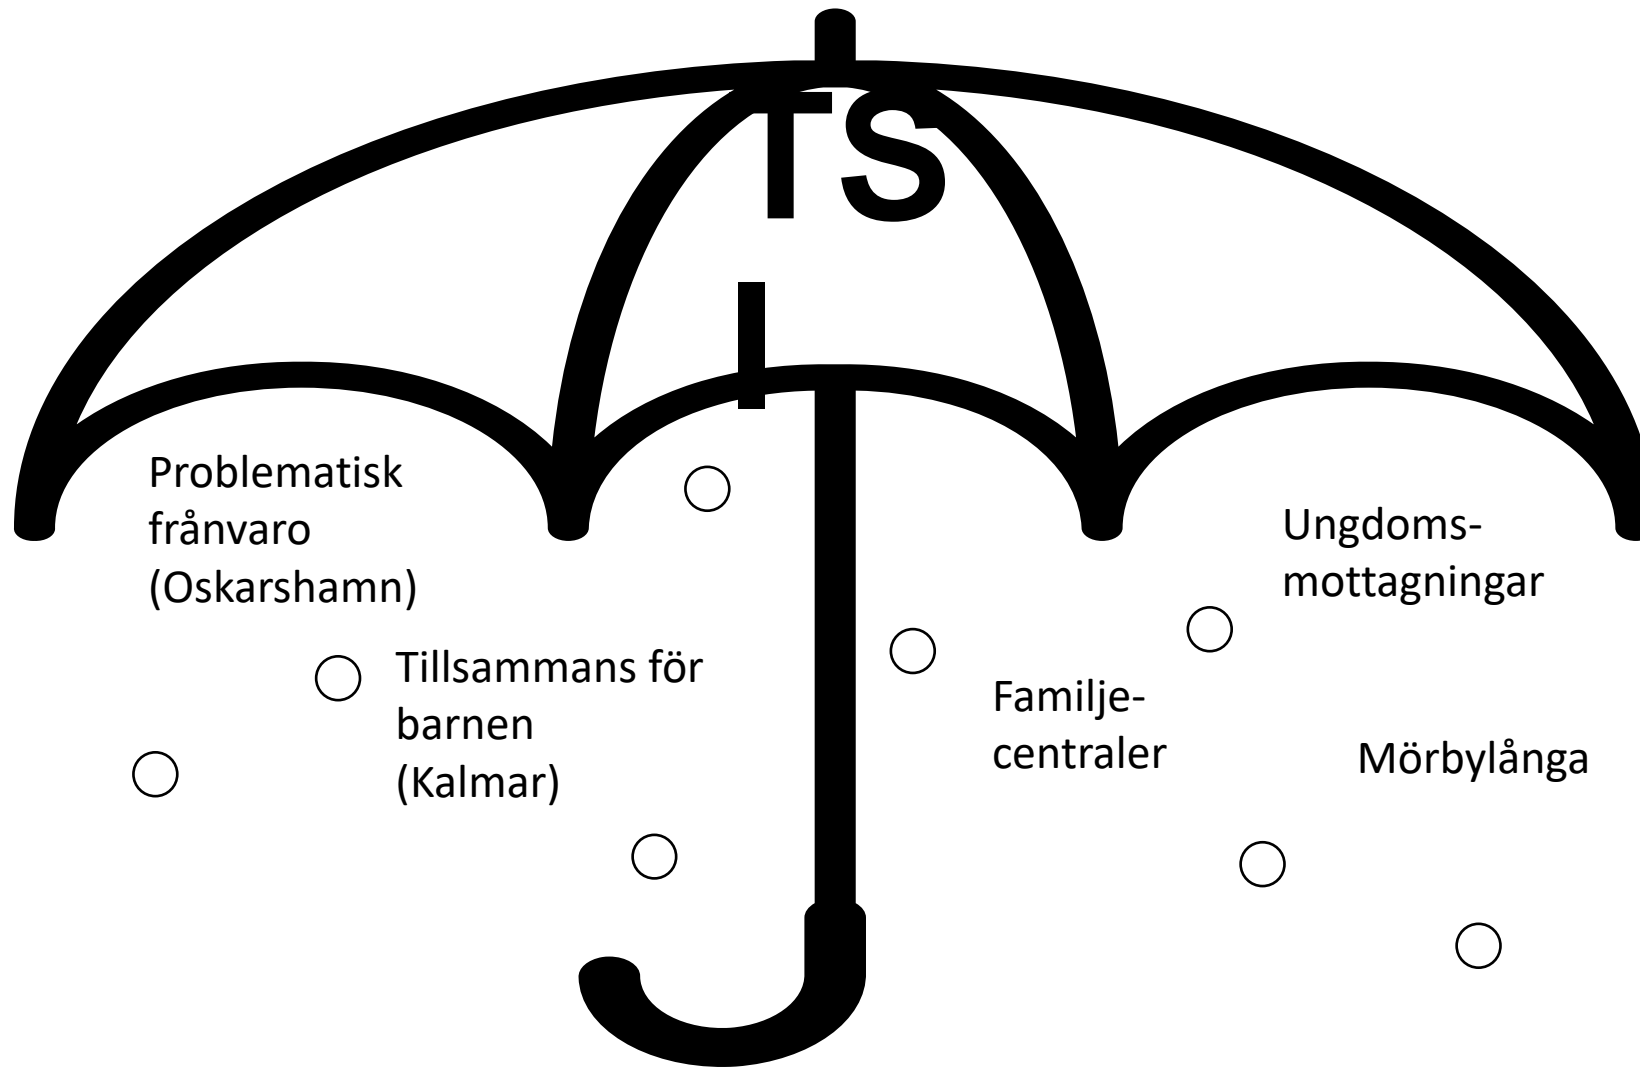 TS
I
Problematisk
frånvaro
(Oskarshamn)
Tillsammans för
barnen
(Kalmar)
Familje-
centraler
Ungdoms-
mottagningar
Mörbylånga